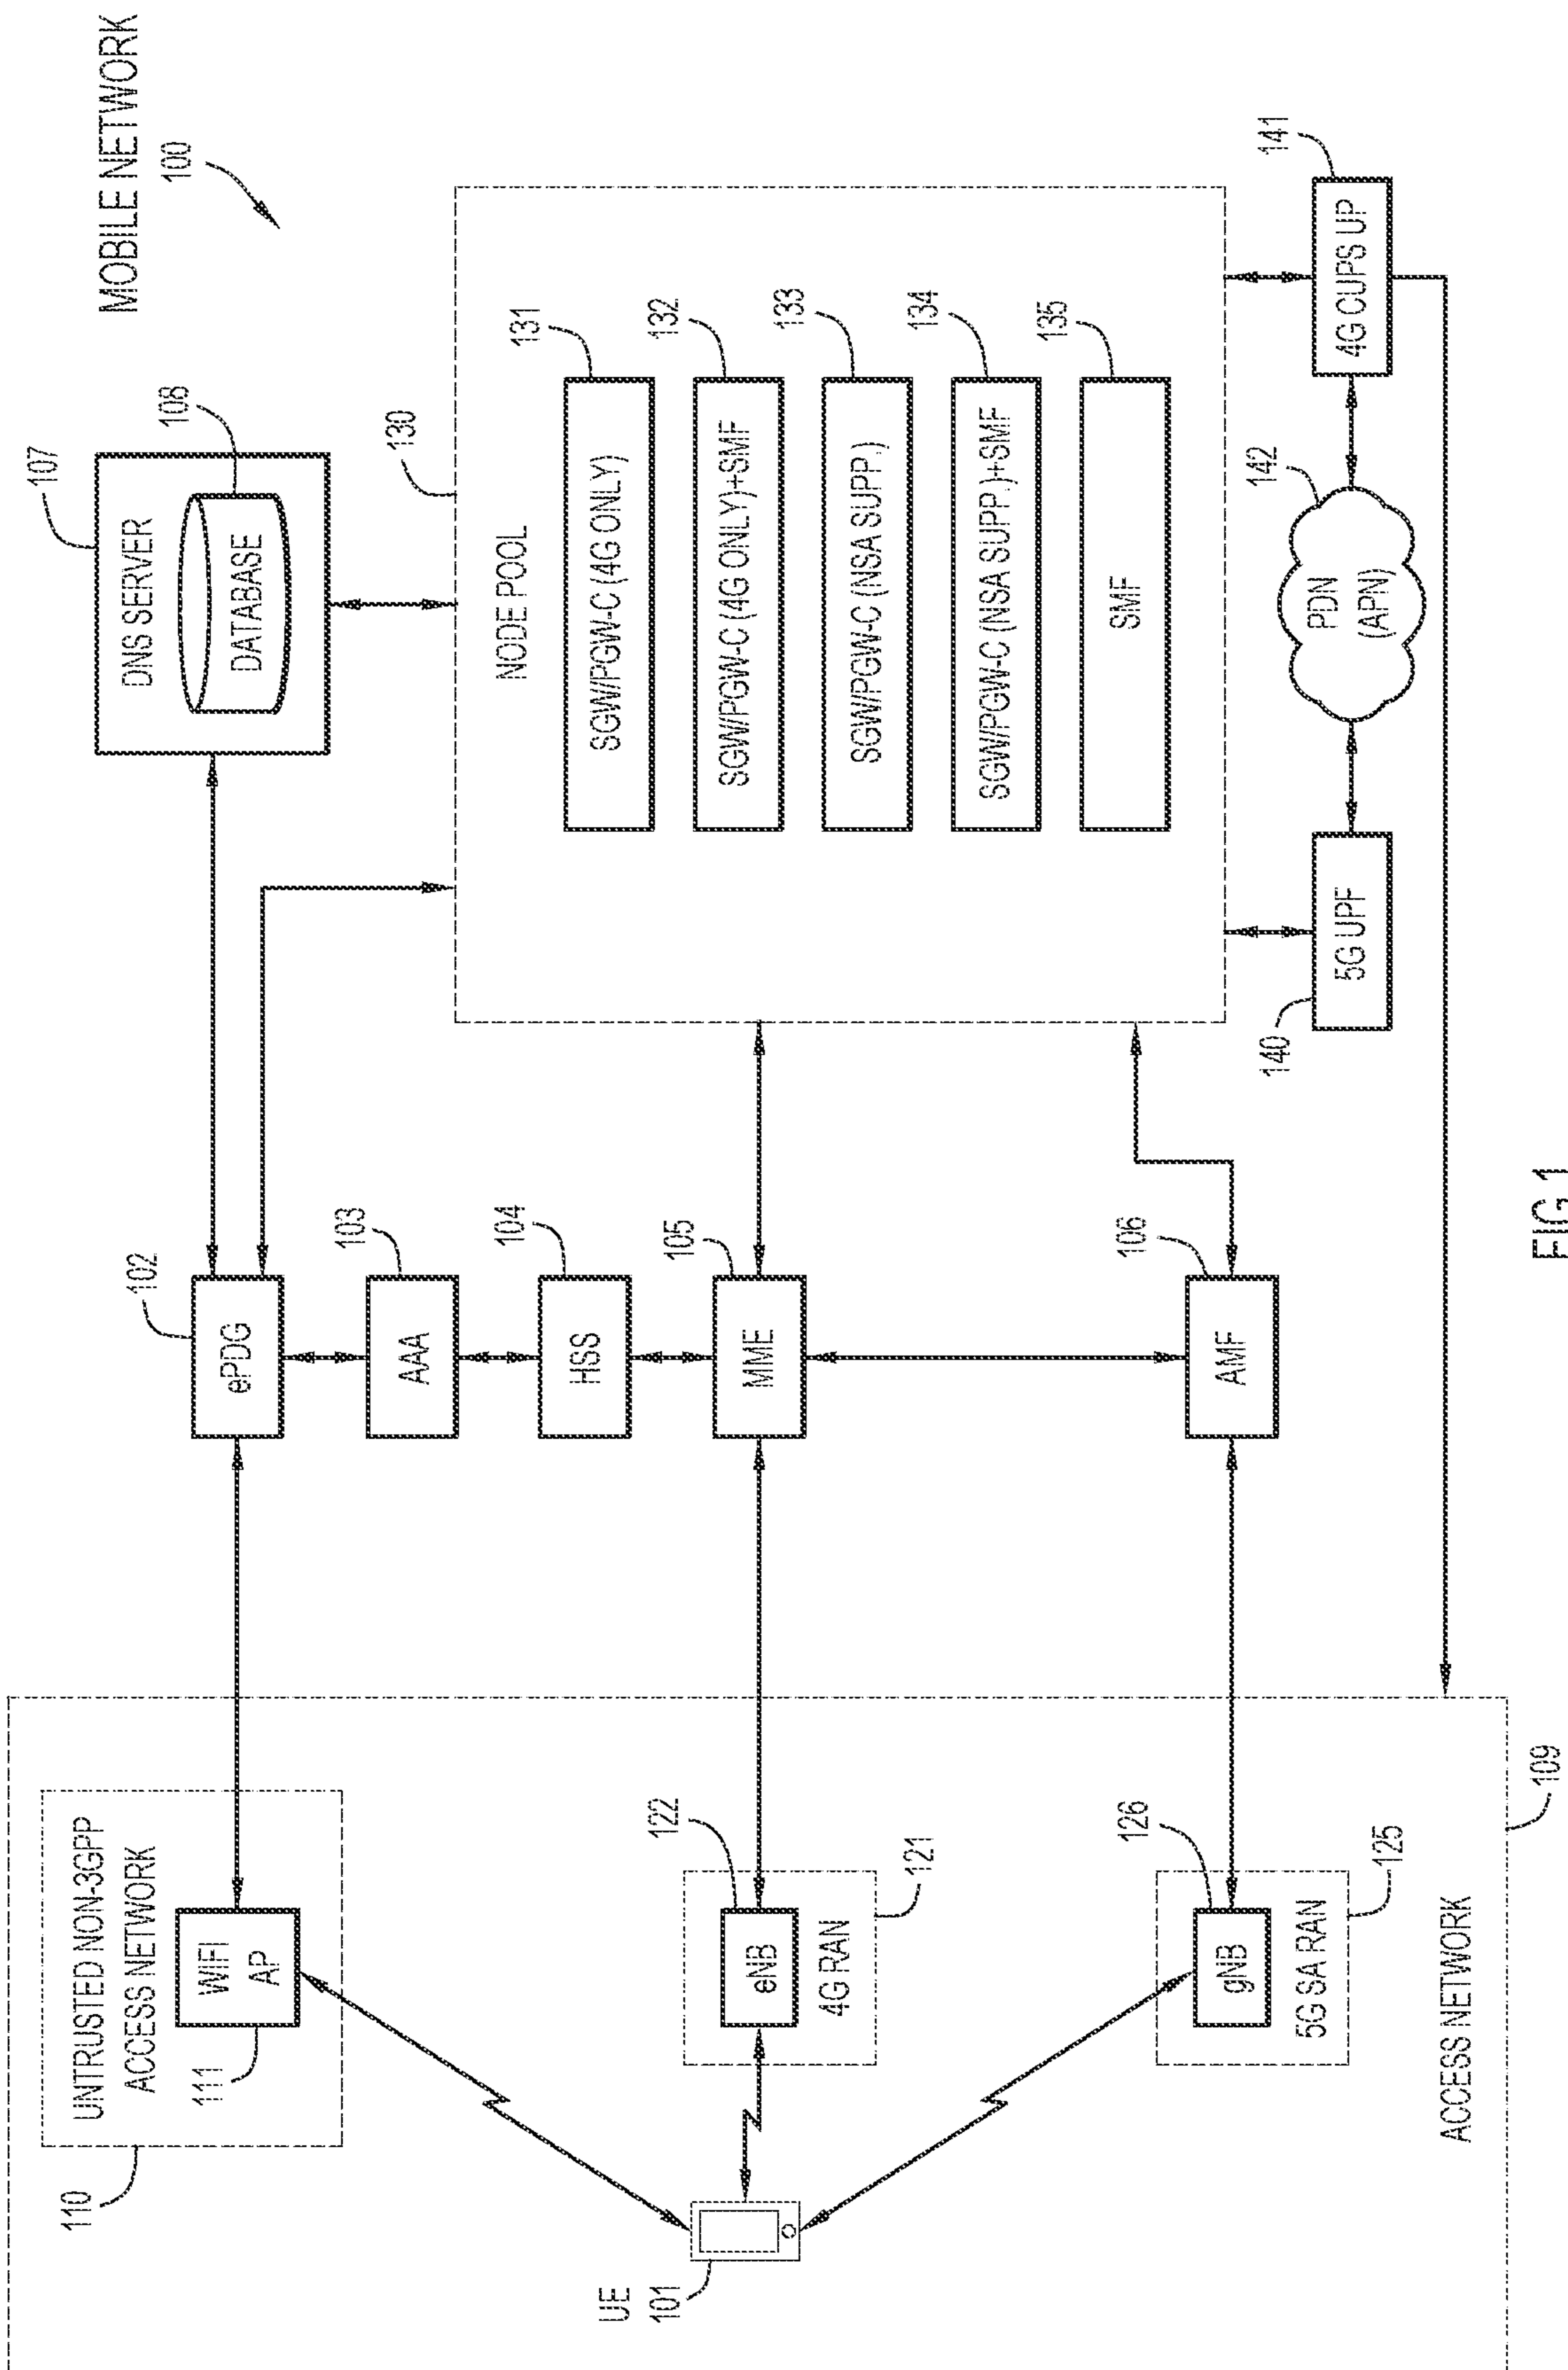 MOBILE NETWORK
100
107
DNS SERVER
108
DATABASE
102
ePDG
103
AAA
104
HSS
105
MME
106
AMF
130
NODE POOL
131
SGW/PGW-C (4G ONLY)
132
SGW/PGW-C (4G ONLY)+SMF
133
SGW/PGW-C (NSA SUPP.)
134
SGW/PGW-C (NSA SUPP.)+SMF
135
SMF
140
5G UPF
142
PDN
(APN)
141
4G CUPS UP
110
UNTRUSTED NON-3GPP
ACCESS NETWORK
WIFI
AP
111
UE
101
122
eNB
4G RAN
121
126
gNB
5G SA RAN
125
ACCESS NETWORK
109
FIG.1